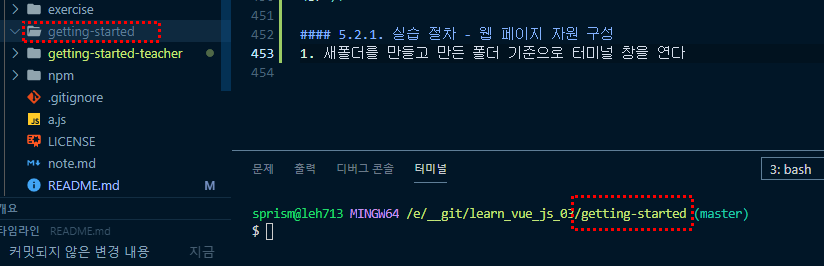 exercise
getting-started
getting-started-teacher
npm
.gitignore
JS a.js
LICENSE
note.md
README.md M
개요
타임라인 README.md
커밋되지 않은 변경 내용 지금
451
452 #### 5.2.1. 실습 절차 - 웹 페이지 자원 구성
453 1. 새폴더를 만들고 만든 폴더 기준으로 터미널 창을 연다
454
문제 출력 디버그 콘솔 터미널 3: bash
sprism@leh713 MINGW64 /e/__git/learn_vue_js_03/getting-started (master)
$